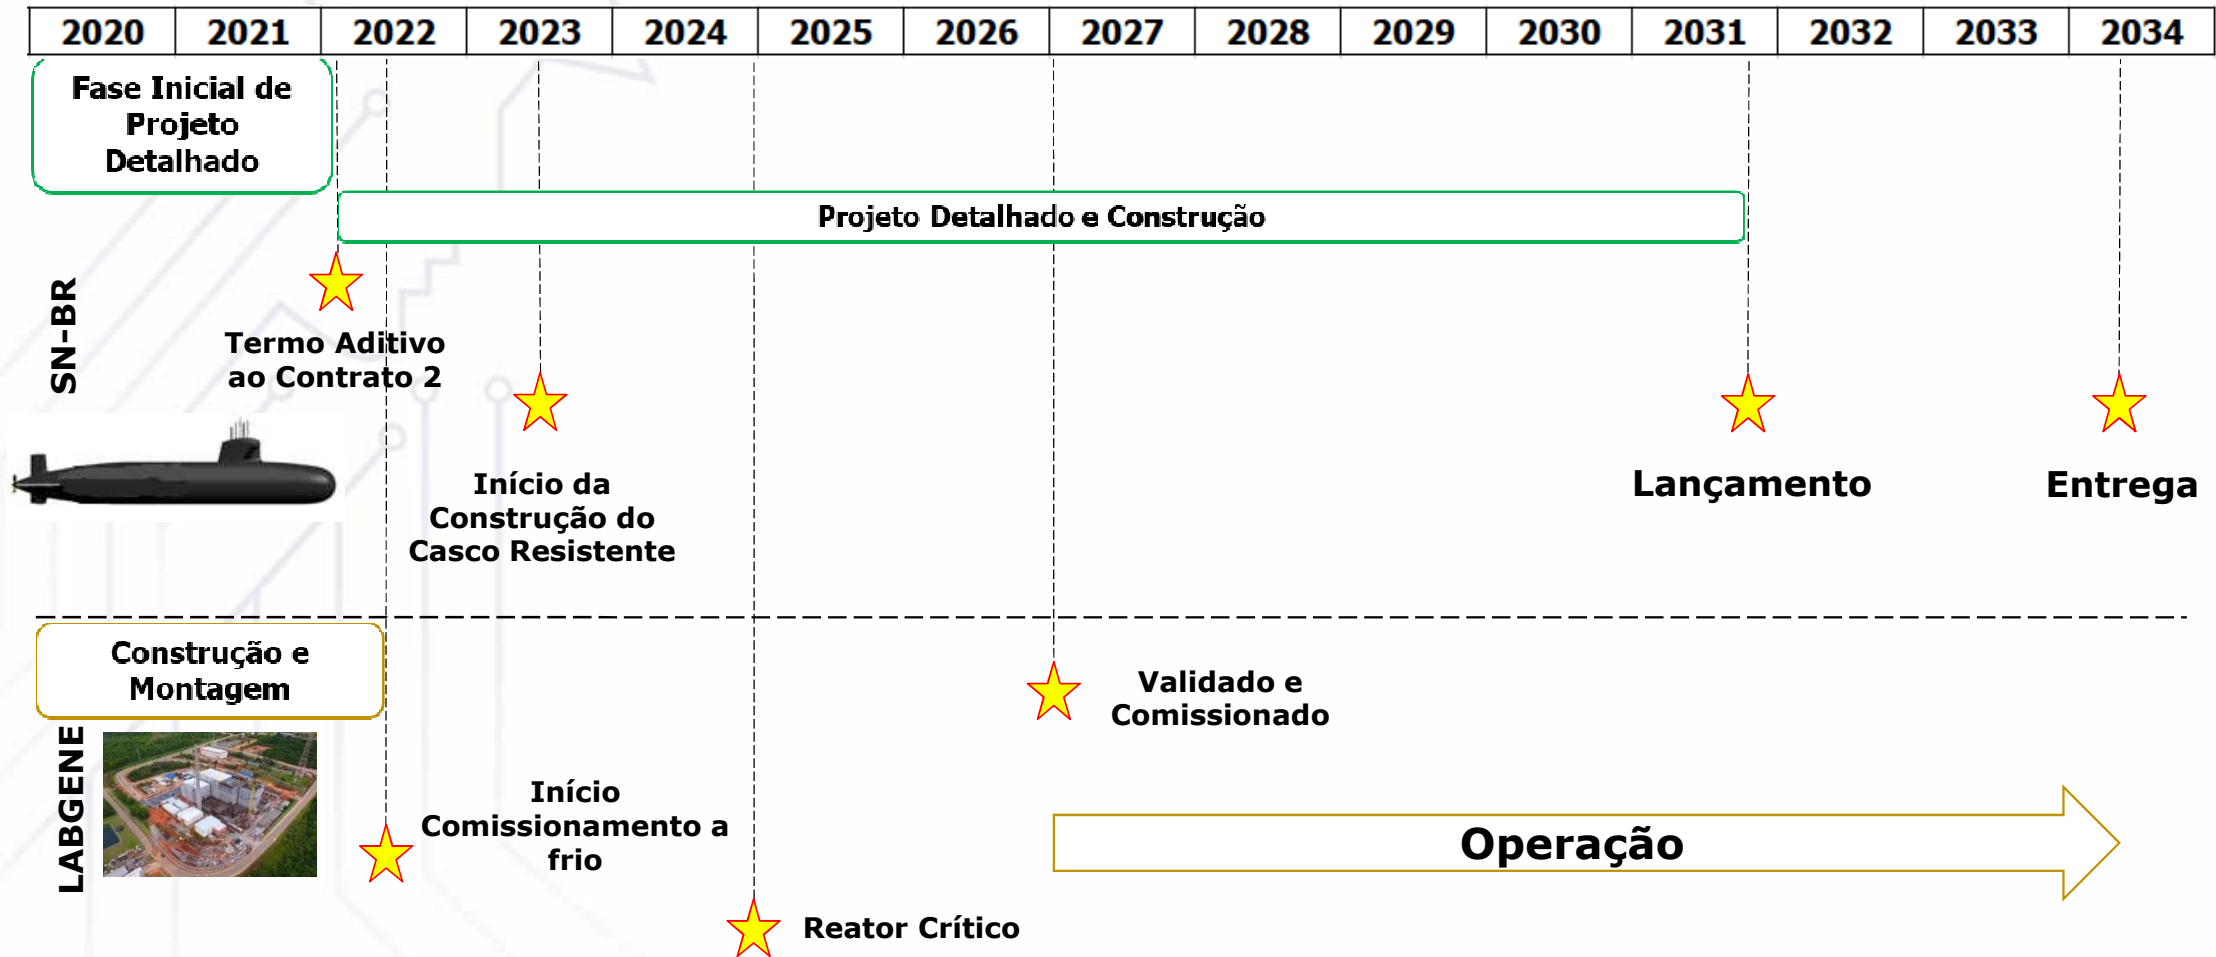 2020 2021 2022 2023 2024 2025 2026 2027 2028 2029 2030 2031 2032 2033 2034
Fase Inicial de
Projeto
Detalhado
Projeto Detalhado e Construção
SN-BR
Termo Aditivo
ao Contrato 2
Início da
Construção do
Casco Resistente
Lançamento
Entrega
Construção e
Montagem
LABGENE
Validado e
Comissionado
Início
Comissionamento a
frio
Operação
Reator Crítico